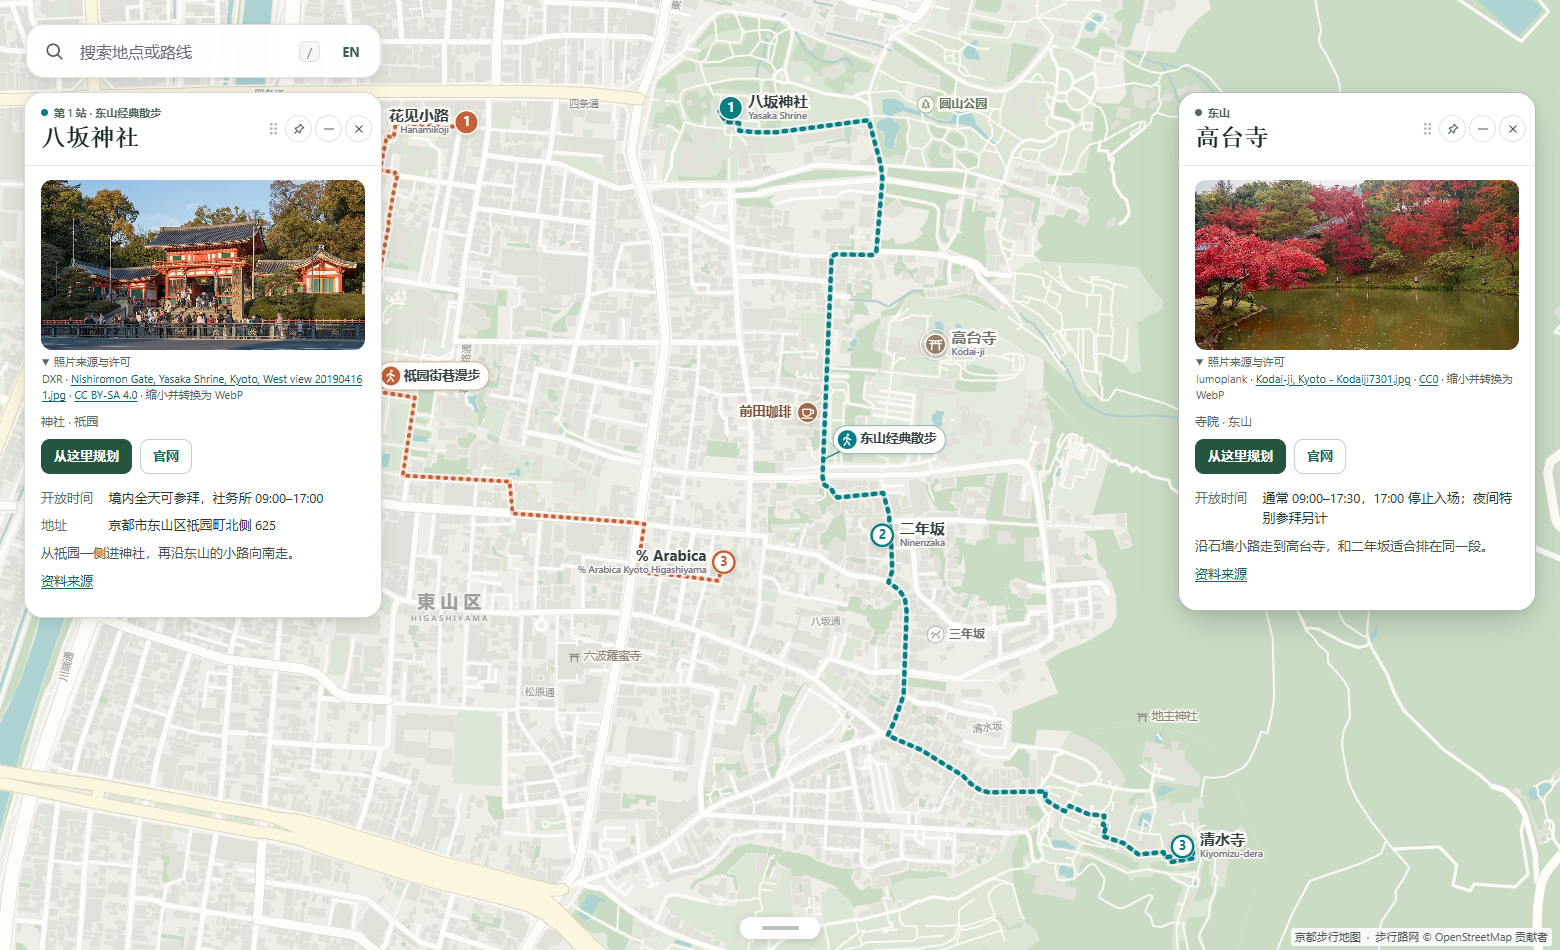 搜索地点或路线
/
EN
第 1 站 · 东山经典散步
八坂神社
照片来源与许可
DXR · Nishiromon Gate, Yasaka Shrine, Kyoto, West view 20190416
1.jpg · CC BY-SA 4.0 · 缩小并转换为 WebP
神社 · 祇园
从这里规划
官网
开放时间 境内全天可参拜，社务所 09:00–17:00
地址 京都市东山区祇园町北侧 625
从祇园一侧进神社，再沿东山的小路向南走。
资料来源
四条通
花见小路
Hanamikoji
1
1
八坂神社
Yasaka Shrine
圆山公园
祇园街巷漫步
高台寺
Kodai-ji
前田珈琲
东山经典散步
2
二年坂
Ninenzaka
% Arabica
% Arabica Kyoto Higashiyama
3
東山区
HIGASHIYAMA
八坂通
三年坂
六波羅蜜寺
松原通
清水坂
地主神社
3
清水寺
Kiyomizu-dera
东山
高台寺
照片来源与许可
lumoplank · Kodai-ji, Kyoto - Kodaiji7301.jpg · CC0 · 缩小并转换为
WebP
寺院 · 东山
从这里规划
官网
开放时间 通常 09:00–17:30，17:00 停止入场；夜间特
别参拜另计
沿石墙小路走到高台寺，和二年坂适合排在同一段。
资料来源
京都步行地图 · 步行路网 © OpenStreetMap 贡献者